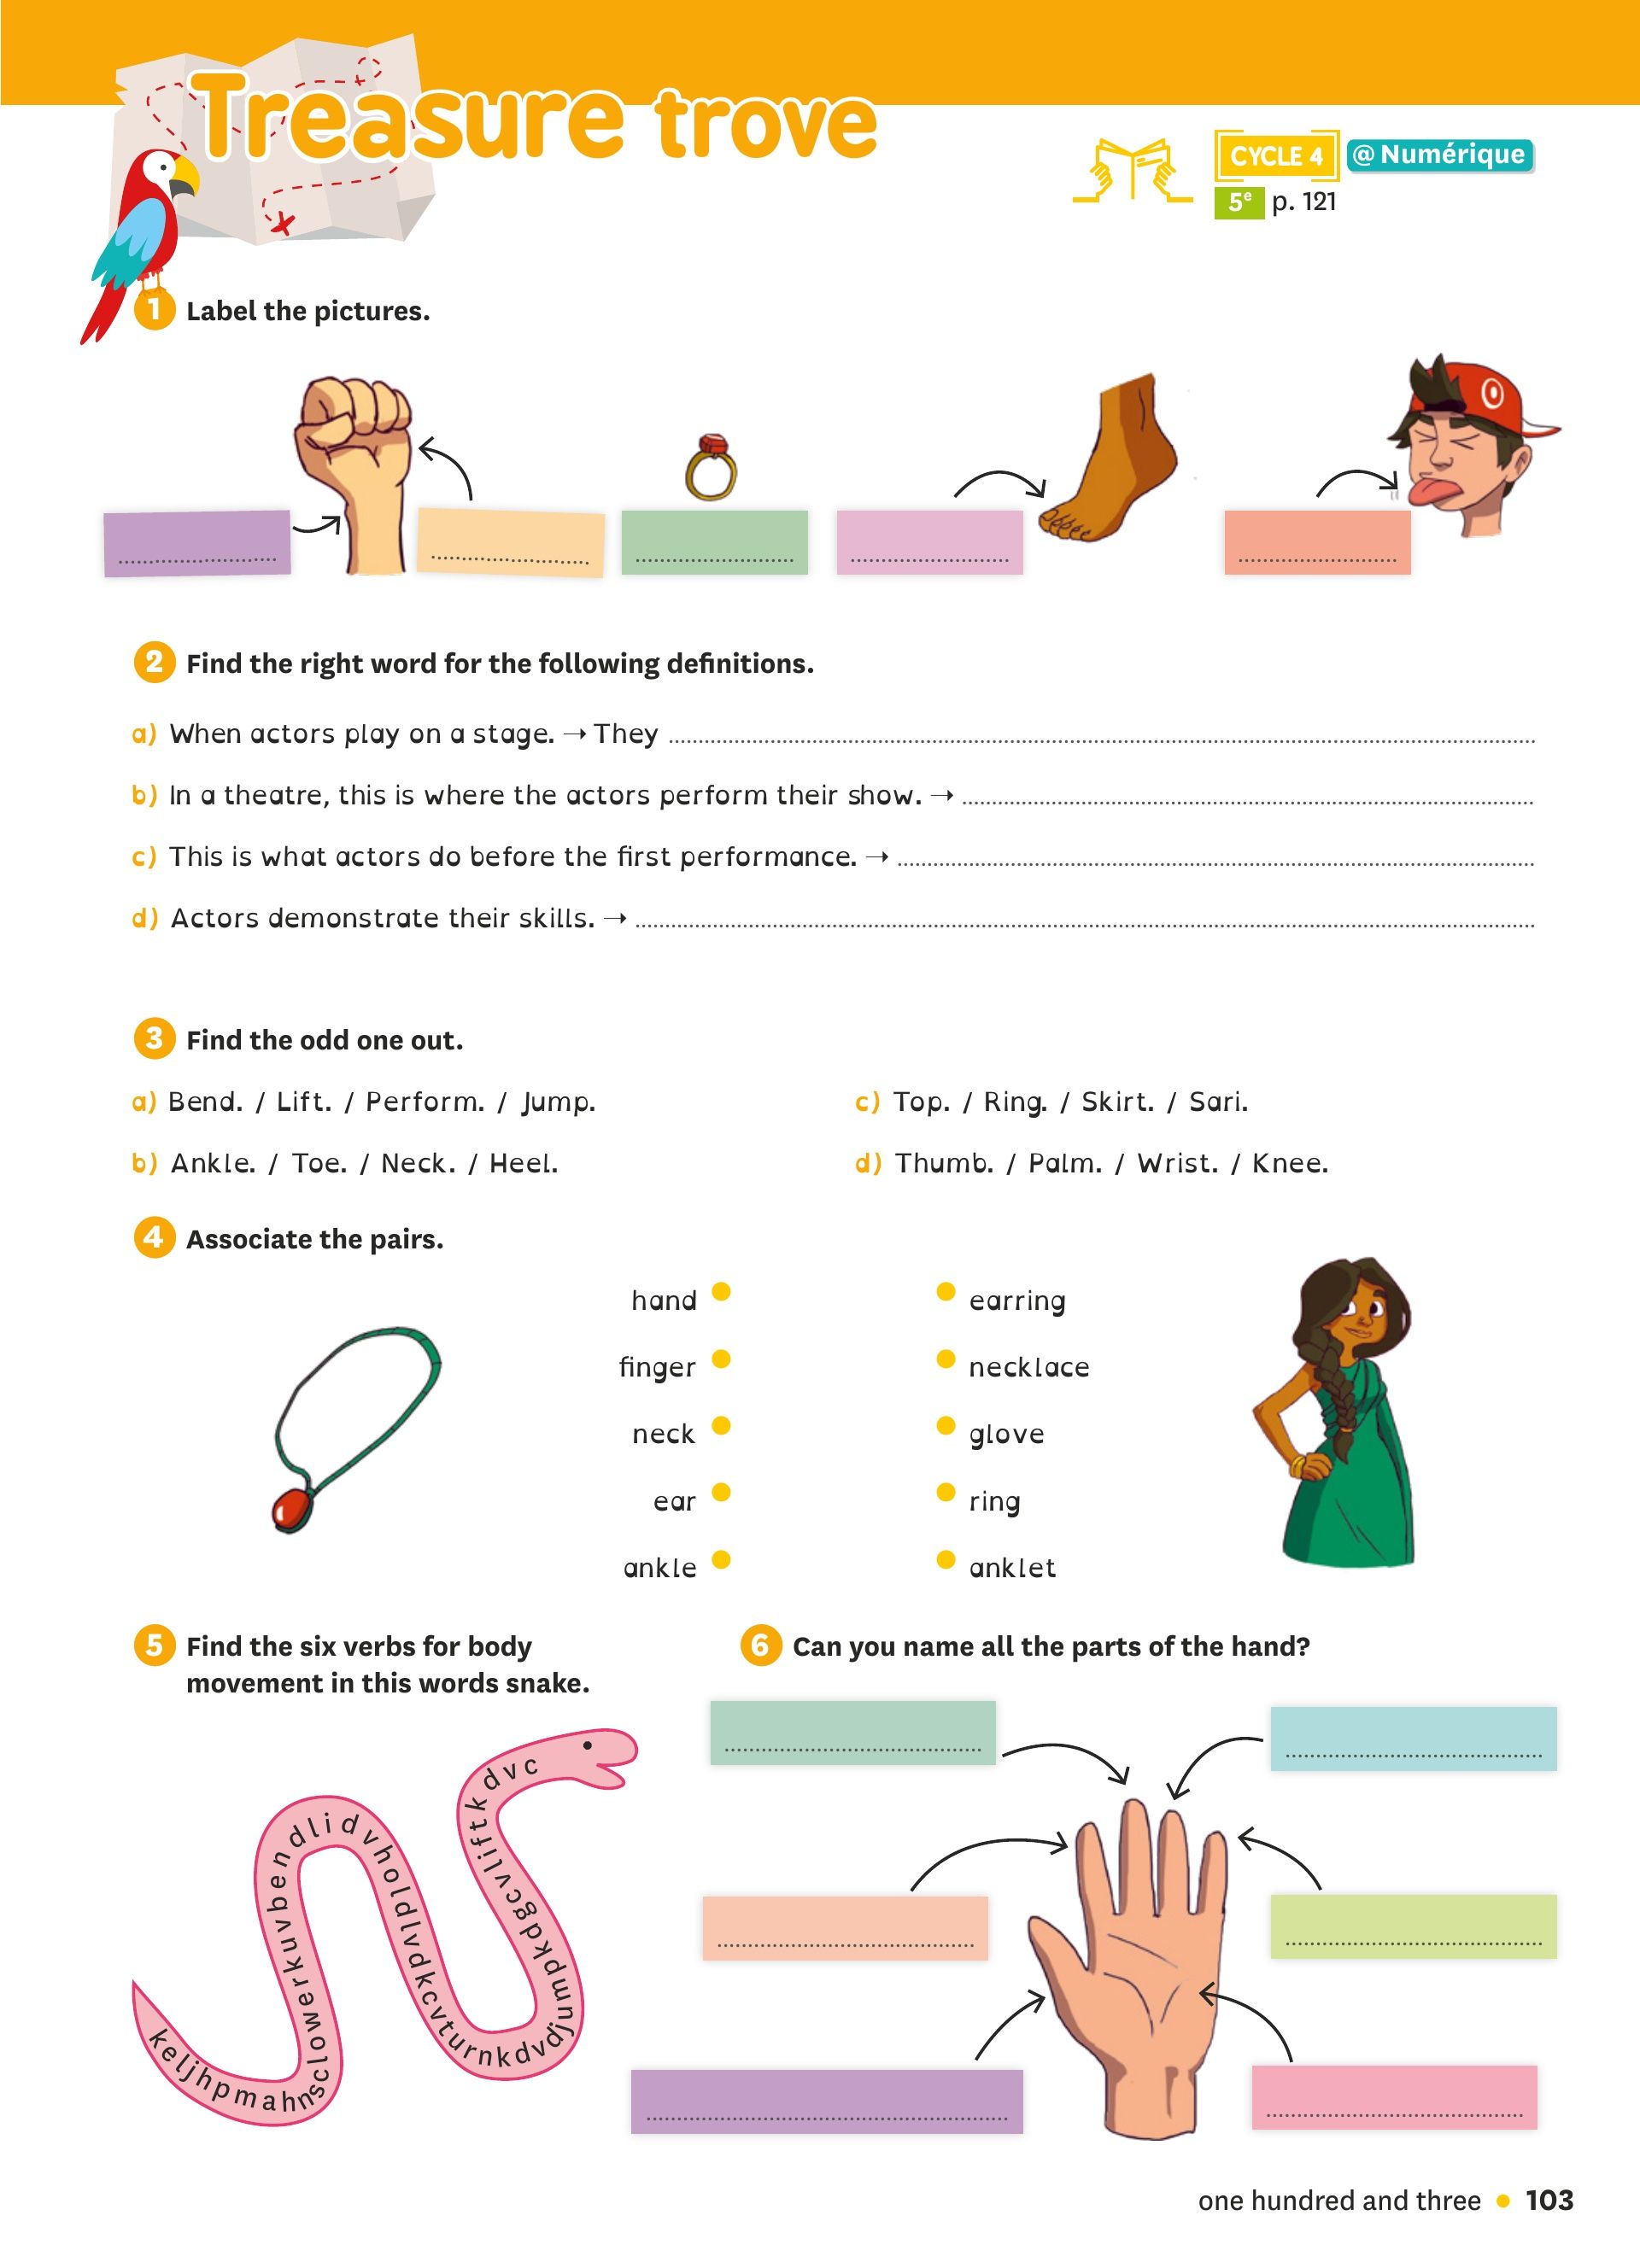 Treasure trove
CYCLE 4 @ Numérique
5e p. 121
1 Label the pictures.
2 Find the right word for the following definitions.
a) When actors play on a stage. → They
b) In a theatre, this is where the actors perform their show. →
c) This is what actors do before the first performance. →
d) Actors demonstrate their skills. →
3 Find the odd one out.
a) Bend. / Lift. / Perform. / Jump.
b) Ankle. / Toe. / Neck. / Heel.
c) Top. / Ring. / Skirt. / Sari.
d) Thumb. / Palm. / Wrist. / Knee.
4 Associate the pairs.
hand earring
finger necklace
neck glove
ear ring
ankle anklet
5 Find the six verbs for body
movement in this words snake.
keljhpmahnsclowerkuvbendlidvholdlvdkcvturnkdvdjumpkdgcvliftkdvc
6 Can you name all the parts of the hand?
one hundred and three 103